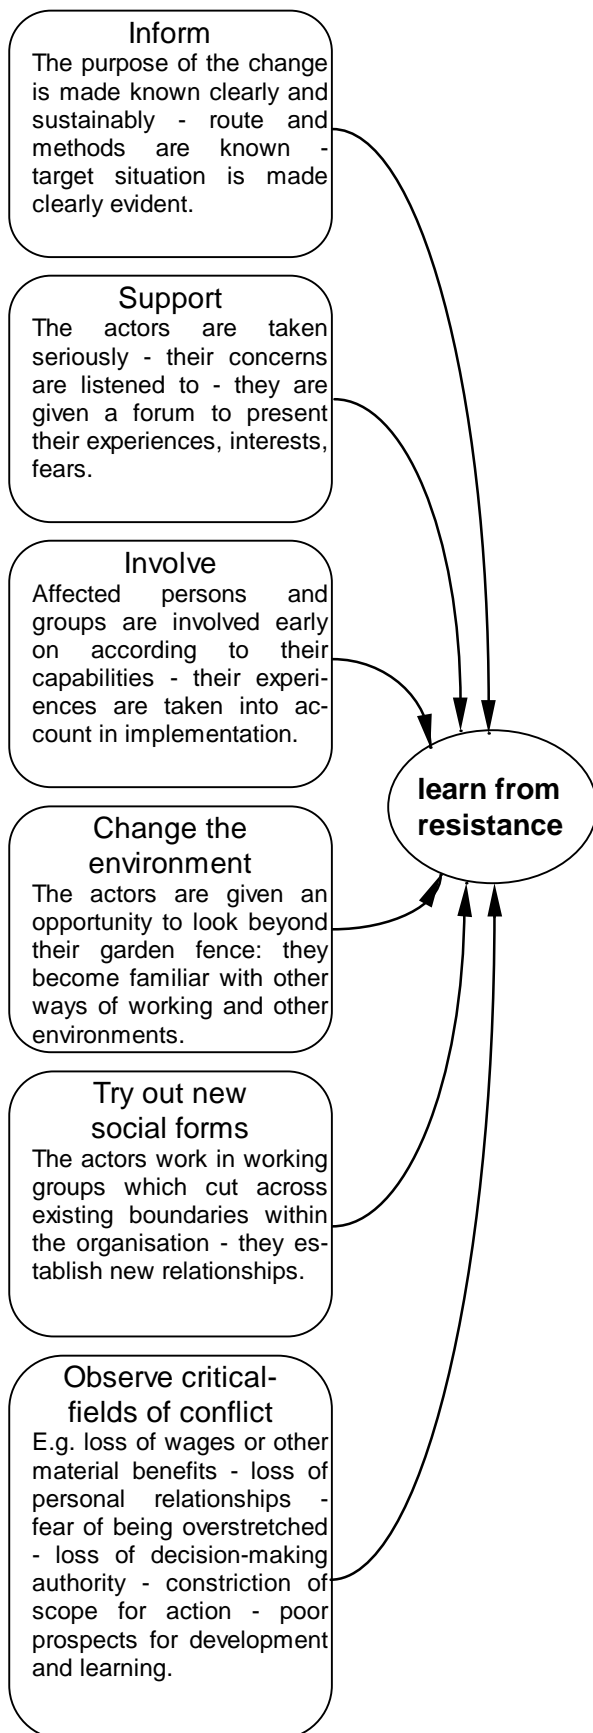 Inform
The purpose of the change
is made known clearly and
sustainably - route and
methods are known -
target situation is made
clearly evident.
Support
The actors are taken
seriously - their concerns
are listened to - they are
given a forum to present
their experiences, interests,
fears.
Involve
Affected persons and
groups are involved early
on according to their
capabilities - their experi-
ences are taken into ac-
count in implementation.
learn from
resistance
Change the
environment
The actors are given an
opportunity to look beyond
their garden fence: they
become familiar with other
ways of working and other
environments.
Try out new
social forms
The actors work in working
groups which cut across
existing boundaries within
the organisation - they es-
tablish new relationships.
Observe critical-
fields of conflict
E.g. loss of wages or other
material benefits - loss of
personal relationships -
fear of being overstretched
- loss of decision-making
authority - constriction of
scope for action - poor
prospects for development
and learning.